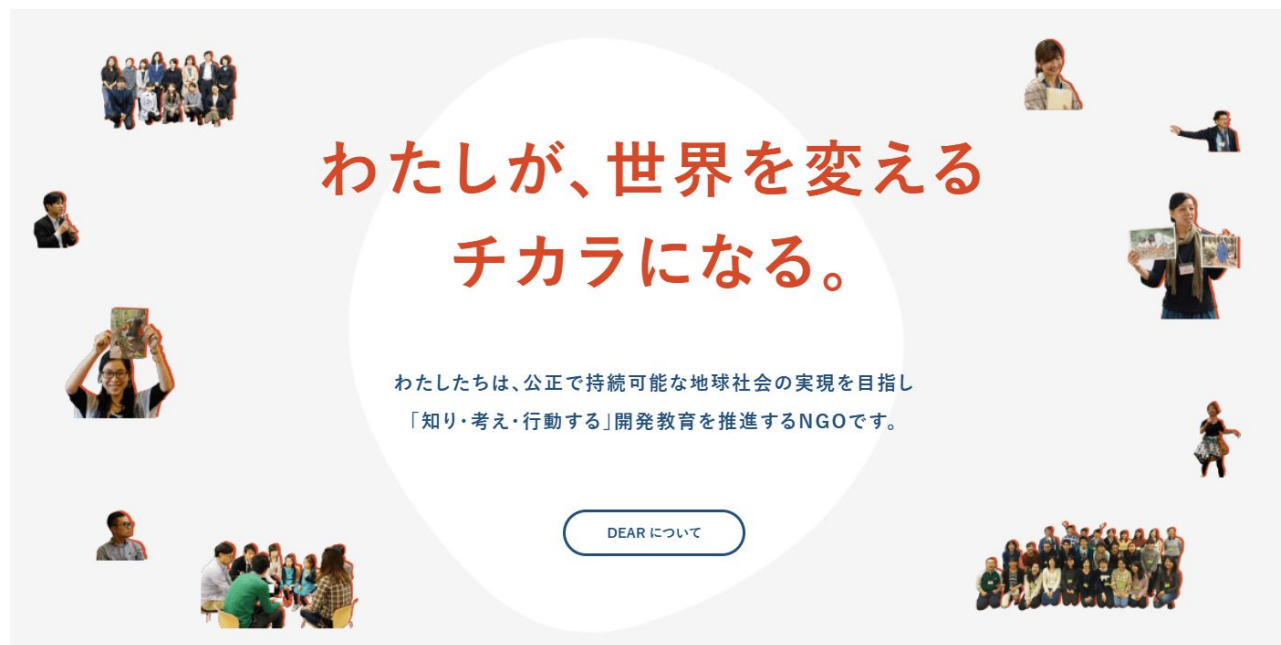 わたしが、世界を変える
チカラになる。
わたしたちは、公正で持続可能な地球社会の実現を目指し
「知り・考え・行動する」開発教育を推進するNGOです。
DEAR について